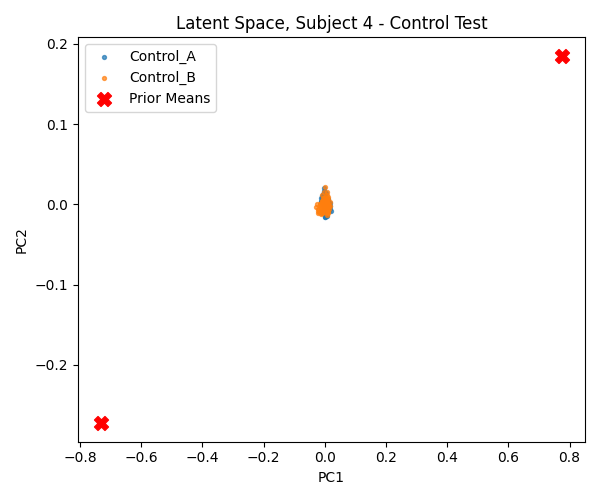 Latent Space, Subject 4 - Control Test
Control_A
Control_B
Prior Means
0.2
0.1
0.0
−0.1
−0.2
PC2
−0.8
−0.6
−0.4
−0.2
0.0
0.2
0.4
0.6
0.8
PC1